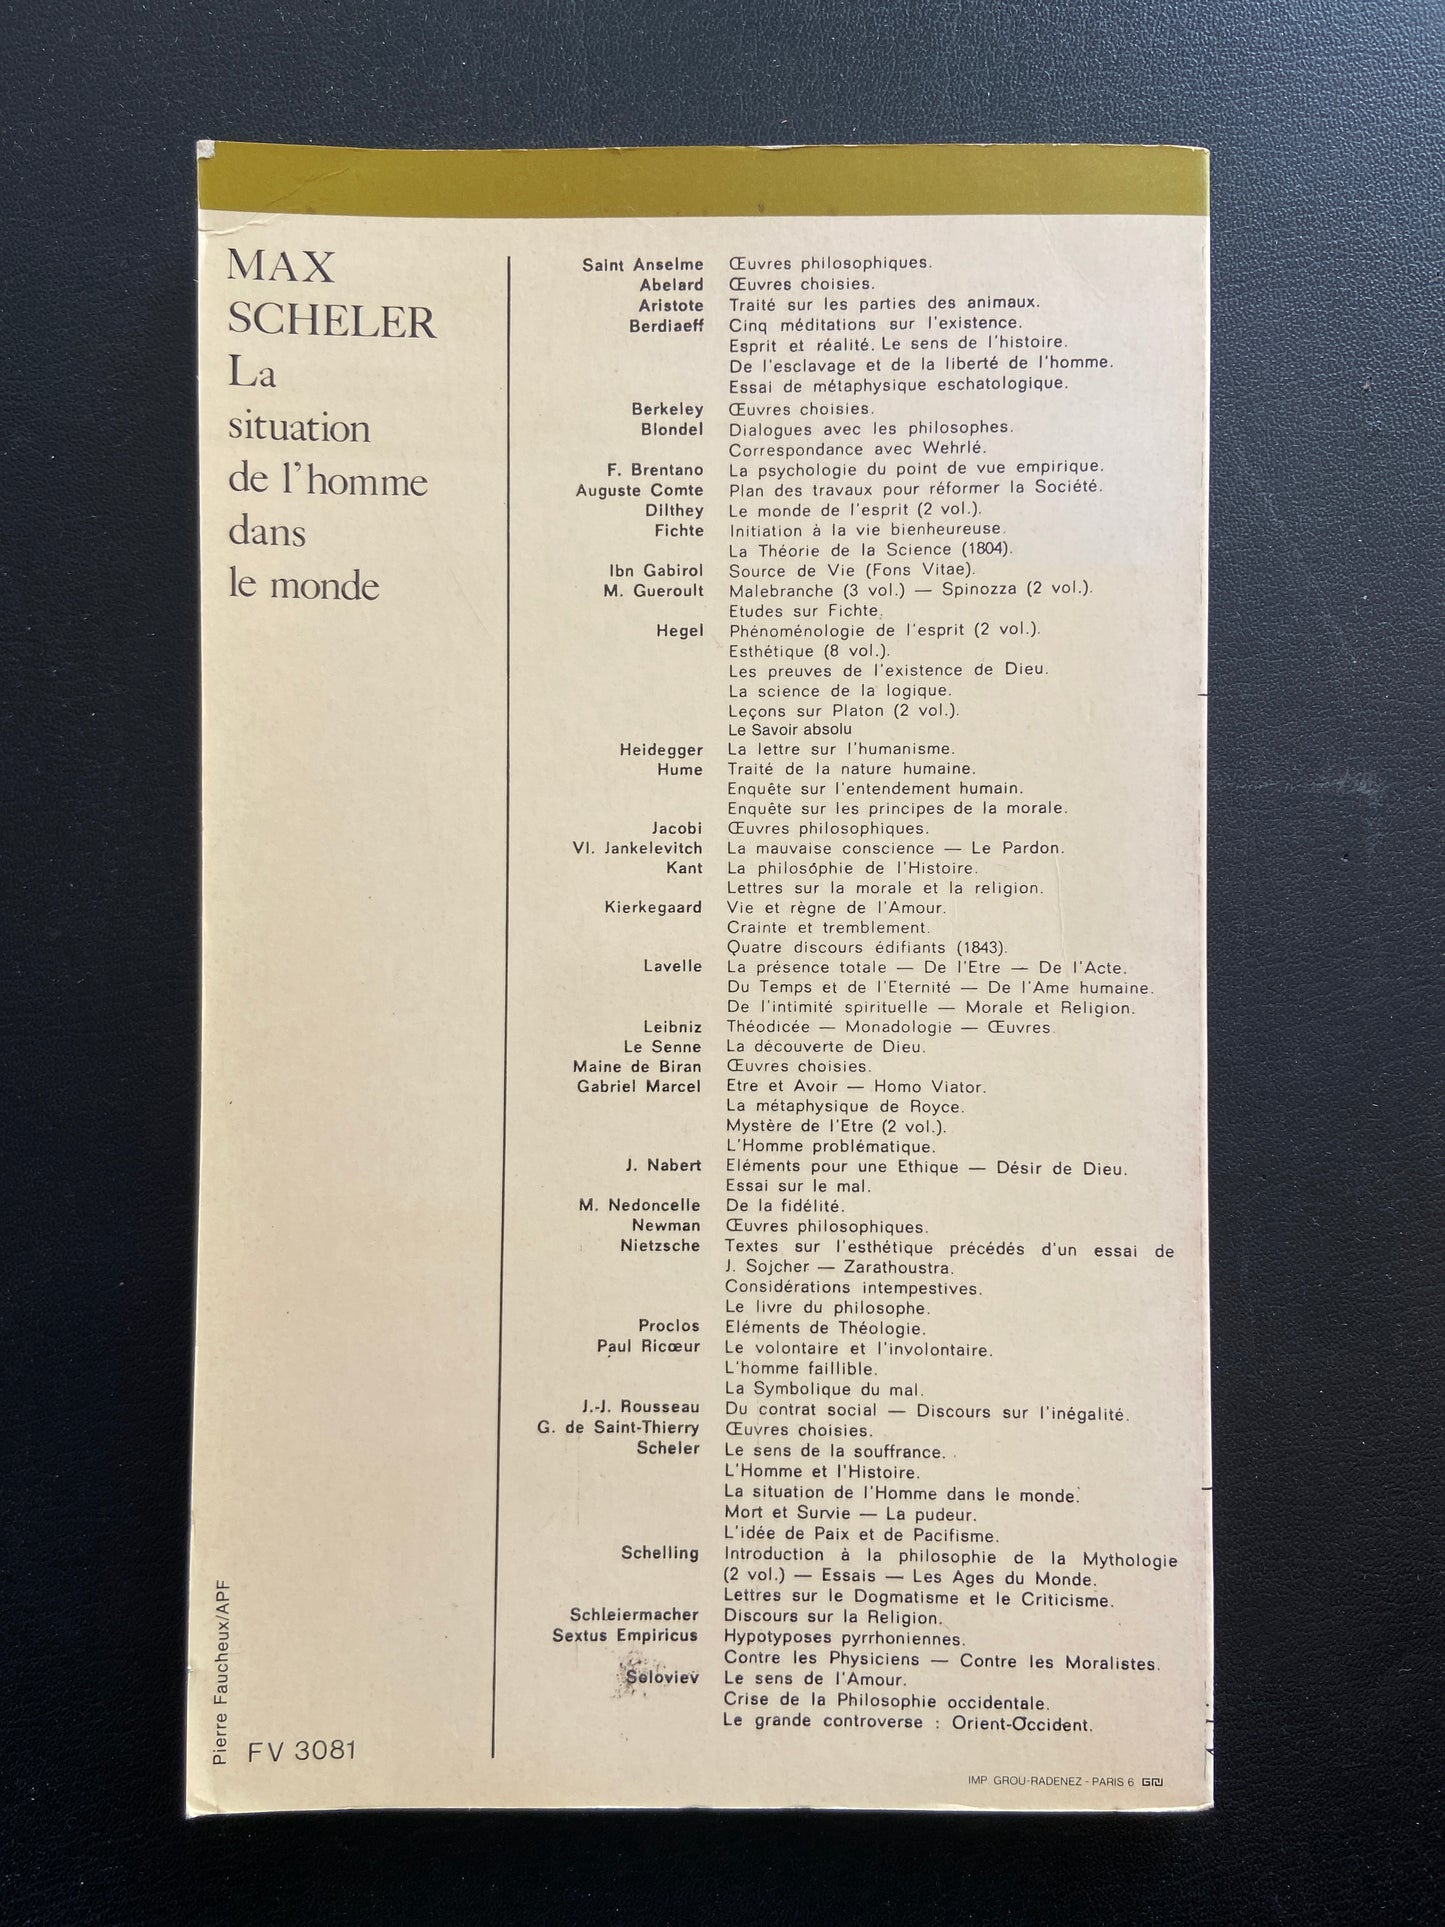 MAX
SCHELER
La
situation
de l'homme
dans
le monde
Saint Anselme Œuvres philosophiques.
Abelard Œuvres choisies.
Aristote Traité sur les parties des animaux.
Berdiaeff Cinq méditations sur l'existence.
Esprit et réalité. Le sens de l'histoire.
De l'esclavage et de la liberté de l'homme.
Essai de métaphysique eschatologique.
Berkeley Œuvres choisies.
Blondel Dialogues avec les philosophes.
Correspondance avec Wehrlé.
F. Brentano La psychologie du point de vue empirique.
Auguste Comte Plan des travaux pour réformer la Société.
Dilthey Le monde de l'esprit (2 vol.).
Fichte Initiation à la vie bienheureuse.
La Théorie de la Science (1804).
Ibn Gabirol Source de Vie (Fons Vitae).
M. Gueroult Malebranche (3 vol.) — Spinozza (2 vol.).
Etudes sur Fichte.
Hegel Phénoménologie de l'esprit (2 vol.).
Esthétique (8 vol.).
Les preuves de l'existence de Dieu.
La science de la logique.
Leçons sur Platon (2 vol.).
Le Savoir absolu
Heidegger La lettre sur l'humanisme.
Hume Traité de la nature humaine.
Enquête sur l'entendement humain.
Enquête sur les principes de la morale.
Jacobi Œuvres philosophiques.
Vl. Jankelevitch La mauvaise conscience — Le Pardon.
Kant La philosophie de l'Histoire.
Lettres sur la morale et la religion.
Kierkegaard Vie et règne de l'Amour.
Crainte et tremblement.
Quatre discours édifiants (1843).
Lavelle La présence totale — De l'Etre — De l'Acte.
Du Temps et de l'Eternité — De l'Ame humaine.
De l'intimité spirituelle — Morale et Religion.
Leibniz Théodicée — Monadologie — Œuvres.
Le Senne La découverte de Dieu.
Maine de Biran Œuvres choisies.
Gabriel Marcel Etre et Avoir — Homo Viator.
La métaphysique de Royce.
Mystère de l'Etre (2 vol.).
L'Homme problématique.
J. Nabert Eléments pour une Ethique — Désir de Dieu.
Essai sur le mal.
M. Nedoncelle De la fidélité.
Newman Œuvres philosophiques.
Nietzsche Textes sur l'esthétique précédés d'un essai de
J. Sojcher — Zarathoustra.
Considérations intempestives.
Le livre du philosophe.
Proclos Eléments de Théologie.
Paul Ricœur Le volontaire et l'involontaire.
L'homme faillible.
La Symbolique du mal.
J.-J. Rousseau Du contrat social — Discours sur l'inégalité.
G. de Saint-Thierry Œuvres choisies.
Scheler Le sens de la souffrance.
L'Homme et l'Histoire.
La situation de l'Homme dans le monde.
Mort et Survie — La pudeur.
L'idée de Paix et de Pacifisme.
Schelling Introduction à la philosophie de la Mythologie
(2 vol.) — Essais — Les Ages du Monde.
Lettres sur le Dogmatisme et le Criticisme.
Schleiermacher Discours sur la Religion.
Sextus Empiricus Hypotyposes pyrrhoniennes.
Contre les Physiciens — Contre les Moralistes.
Soloviev Le sens de l'Amour.
Crise de la Philosophie occidentale.
Le grande controverse : Orient-Occident.
Pierre Faucheux/APF
FV 3081
IMP. GROU-RADENEZ - PARIS 6